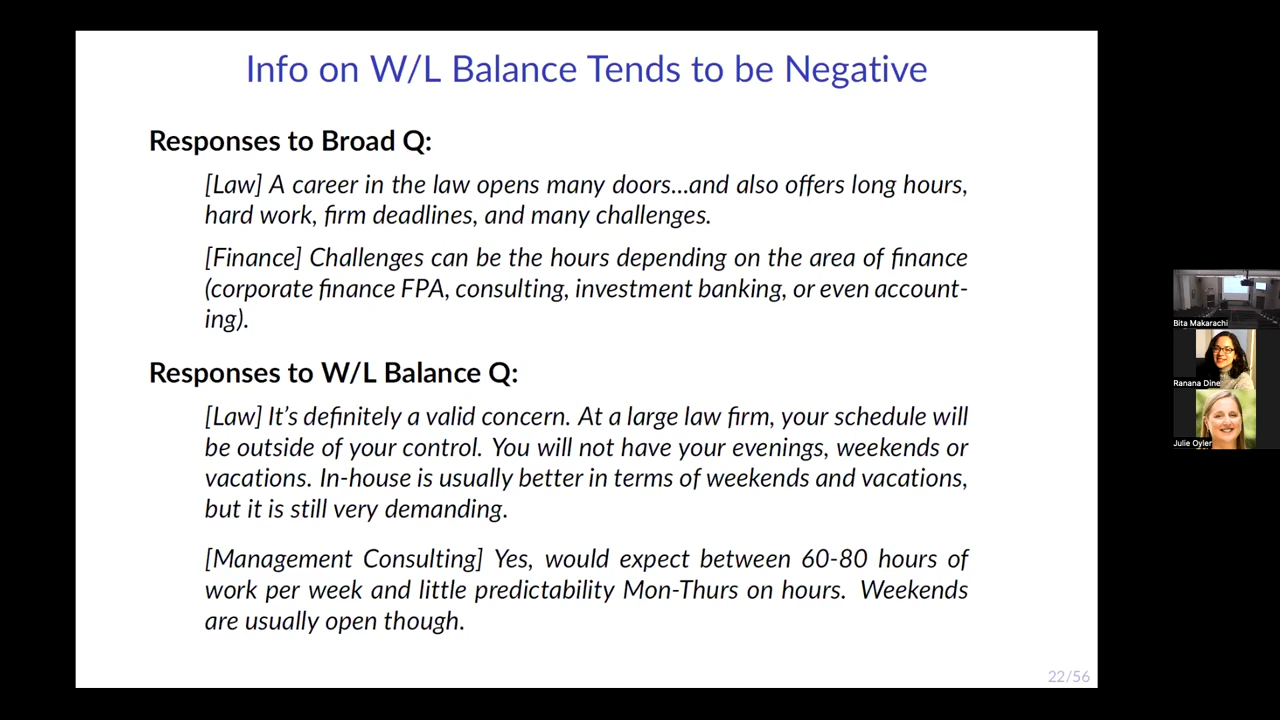 Info on W/L Balance Tends to be Negative
Responses to Broad Q:
[Law] A career in the law opens many doors...and also offers long hours,
hard work, firm deadlines, and many challenges.
[Finance] Challenges can be the hours depending on the area of finance
(corporate finance FPA, consulting, investment banking, or even account-
ing).
Responses to W/L Balance Q:
[Law] It's definitely a valid concern. At a large law firm, your schedule will
be outside of your control. You will not have your evenings, weekends or
vacations. In-house is usually better in terms of weekends and vacations,
but it is still very demanding.
[Management Consulting] Yes, would expect between 60-80 hours of
work per week and little predictability Mon-Thurs on hours. Weekends
are usually open though.
22/56
Bita Makarachi
Ranana Dine
Julie Oyler